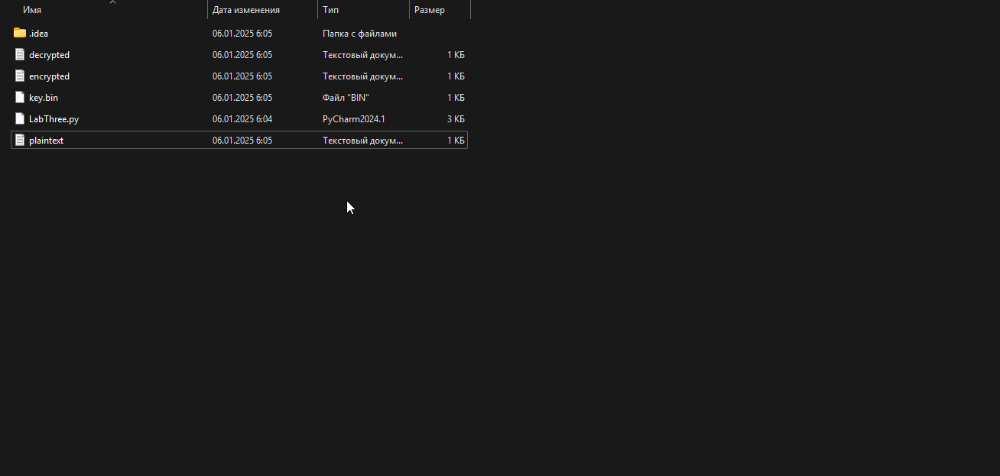 Имя Дата изменения Тип Размер
.idea 06.01.2025 6:05 Папка с файлами
decrypted 06.01.2025 6:05 Текстовый докум... 1 КБ
encrypted 06.01.2025 6:05 Текстовый докум... 1 КБ
key.bin 06.01.2025 6:05 Файл "BIN" 1 КБ
LabThree.py 06.01.2025 6:04 PyCharm2024.1 3 КБ
plaintext 06.01.2025 6:05 Текстовый докум... 1 КБ